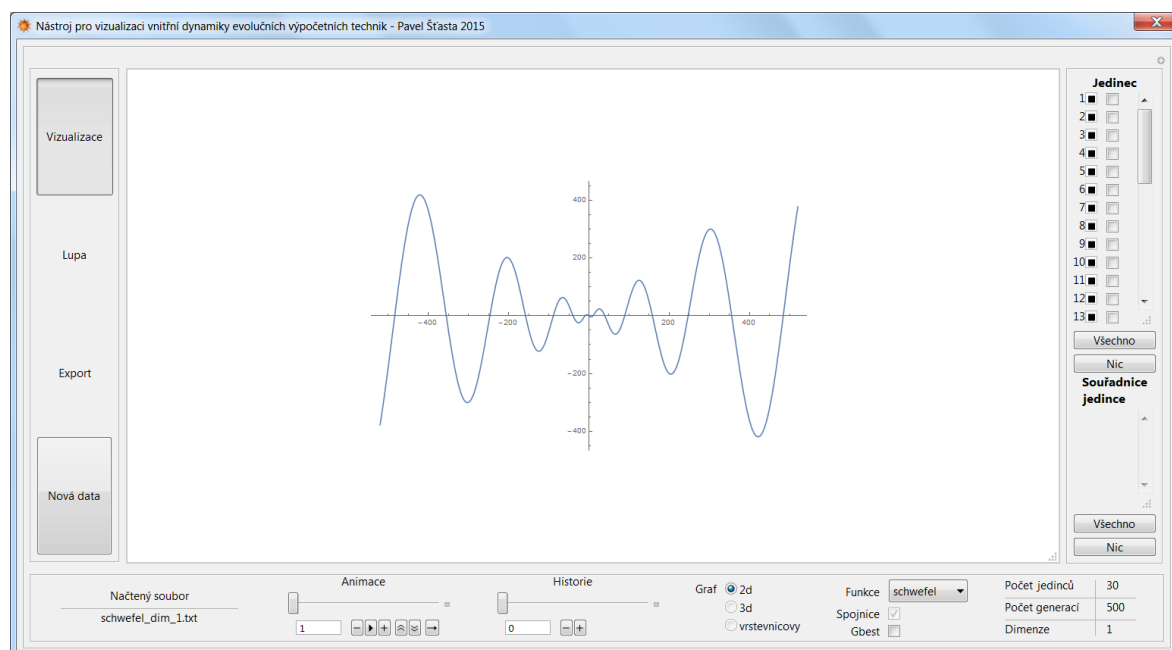 Nástroj pro vizualizaci vnitřní dynamiky evolučních výpočetních technik - Pavel Šťasta 2015
Vizualizace
Lupa
Export
Nová data
400
200
-400
-200
200
400
-200
-400
Jedinec
1
2
3
4
5
6
7
8
9
10
11
12
13
Všechno
Nic
Souřadnice
jedince
Všechno
Nic
Načtený soubor
schwefel_dim_1.txt
Animace
1
Historie
0
Graf 2d
3d
vrstevnicovy
Funkce schwefel
Spojnice
Gbest
Počet jedinců 30
Počet generací 500
Dimenze 1